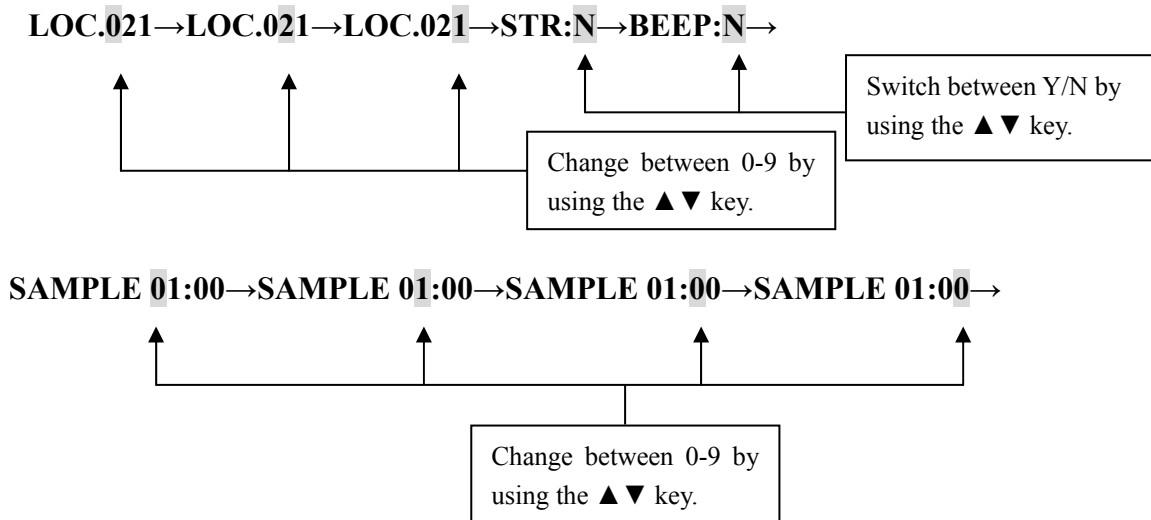 LOC.021→LOC.021→LOC.021→STR:N→BEEP:N→
Switch between Y/N by
using the ▲▼ key.
Change between 0-9 by
using the ▲▼ key.
SAMPLE 01:00→SAMPLE 01:00→SAMPLE 01:00→SAMPLE 01:00→
Change between 0-9 by
using the ▲▼ key.